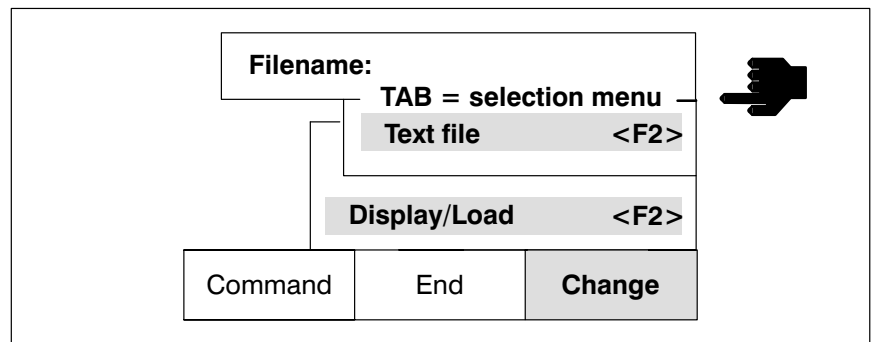 Filename:
TAB = selection menu
Text file <F2>
Display/Load <F2>
Command End Change